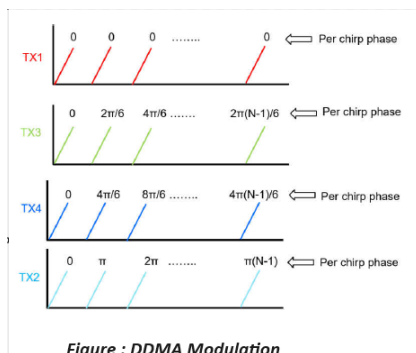 0 0 0 ........ 0 Per chirp phase
TX1
0 2π/6 4π/6 ....... 2π(N-1)/6 Per chirp phase
TX3
0 4π/6 8π/6 ........ 4π(N-1)/6 Per chirp phase
TX4
0 π 2π ........ π(N-1) Per chirp phase
TX2
Figure : DDMA Modulation